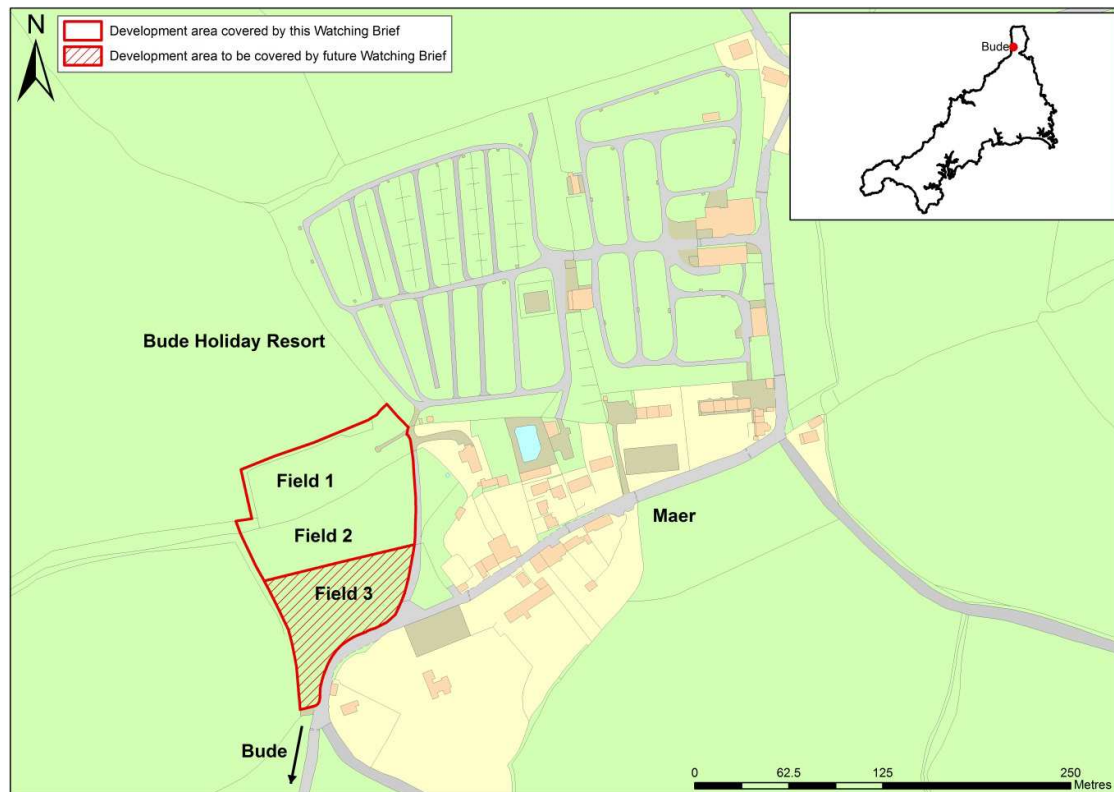 N
Development area covered by this Watching Brief
Development area to be covered by future Watching Brief
Bude
Bude Holiday Resort
Field 1
Field 2
Maer
Field 3
Bude
0 62.5 125 250
Metres